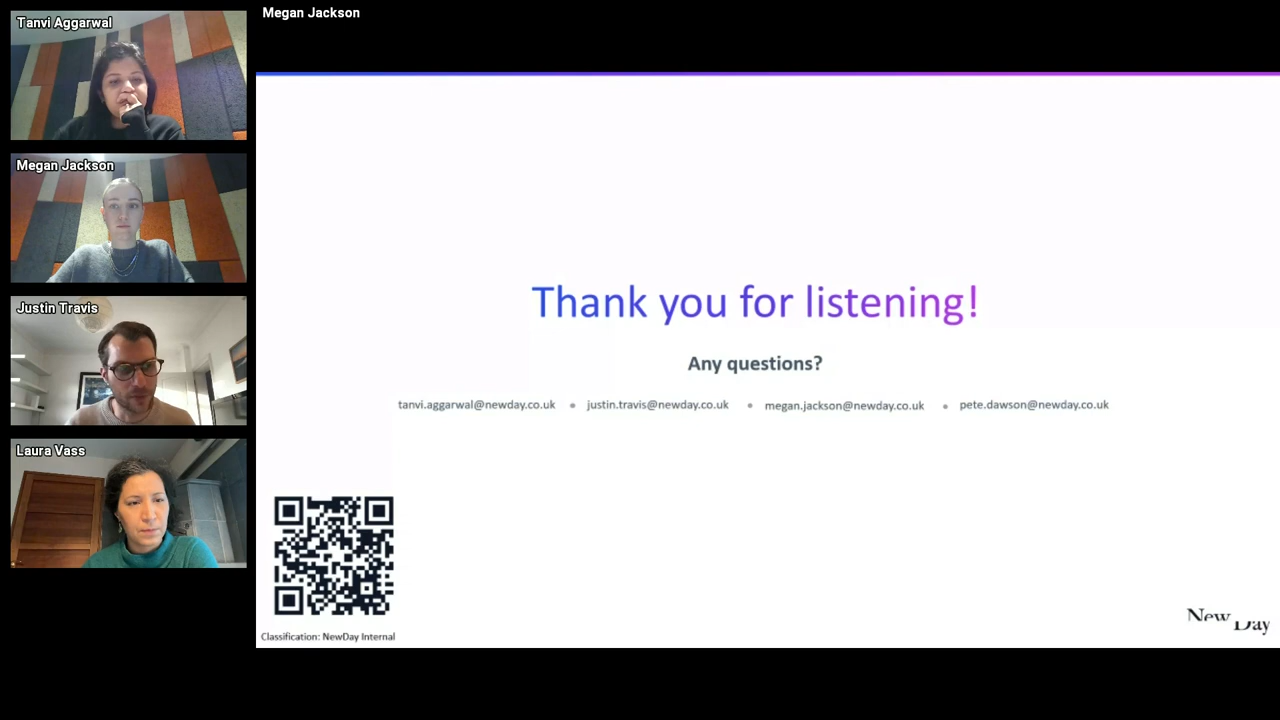 Tanvi Aggarwal
Megan Jackson
Justin Travis
Laura Vass
Megan Jackson
Thank you for listening!
Any questions?
tanvi.aggarwal@newday.co.uk • justin.travis@newday.co.uk • megan.jackson@newday.co.uk • pete.dawson@newday.co.uk
Classification: NewDay Internal
New Day